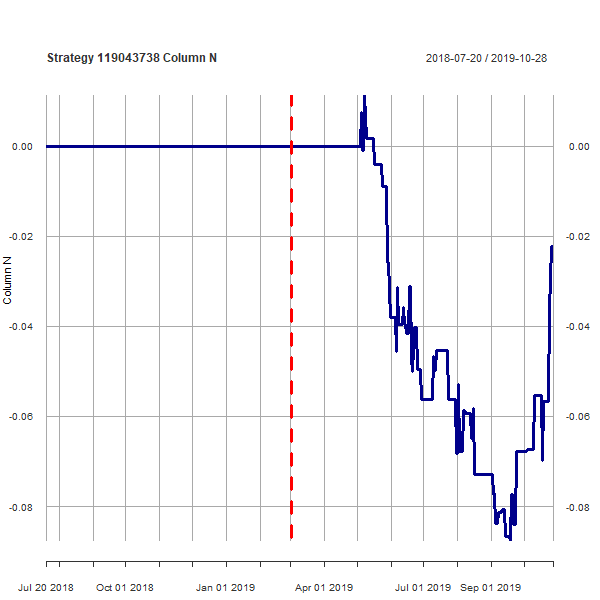 Strategy 119043738 Column N
2018-07-20 / 2019-10-28
0.00 0.00
-0.02 -0.02
Column N
-0.04 -0.04
-0.06 -0.06
-0.08 -0.08
Jul 20 2018 Oct 01 2018 Jan 01 2019 Apr 01 2019 Jul 01 2019 Sep 01 2019